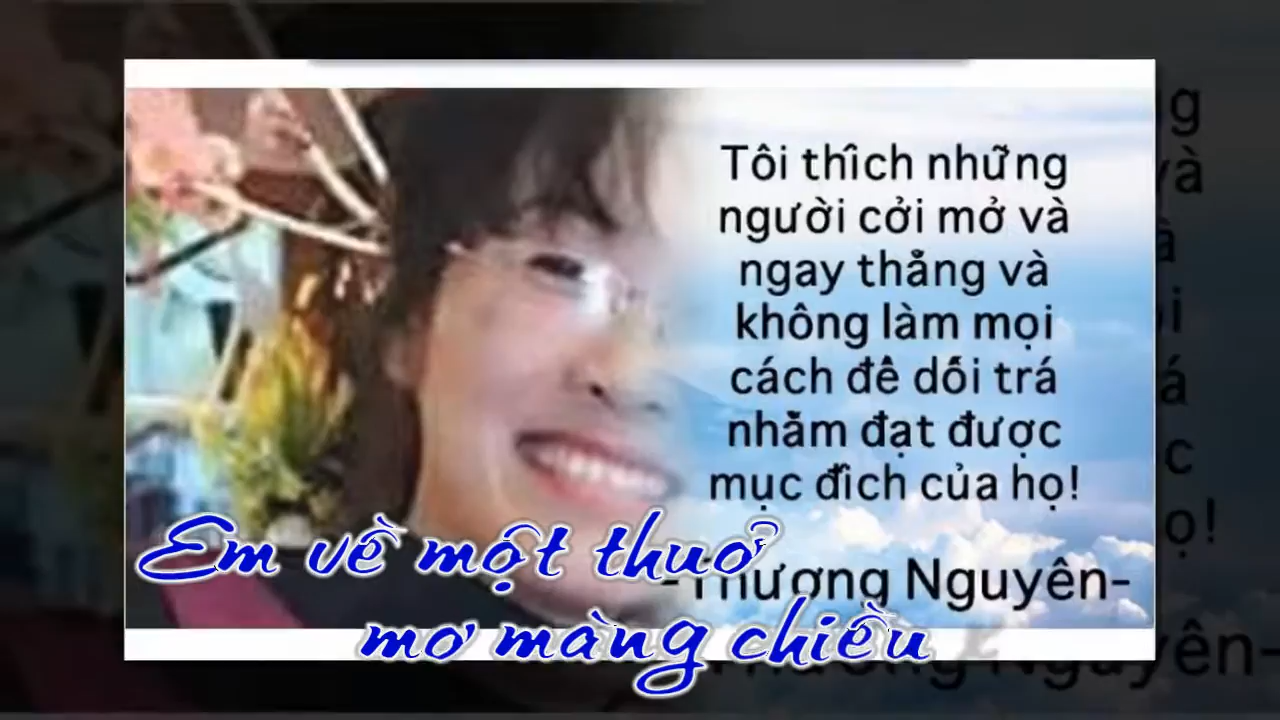 Tôi thích những
người cởi mở và
ngay thẳng và
không làm mọi
cách đê dối trá
nhằm đạt được
mục đích của họ!
-Thương Nguyên-
Em về một thuở
mơ màng chiều